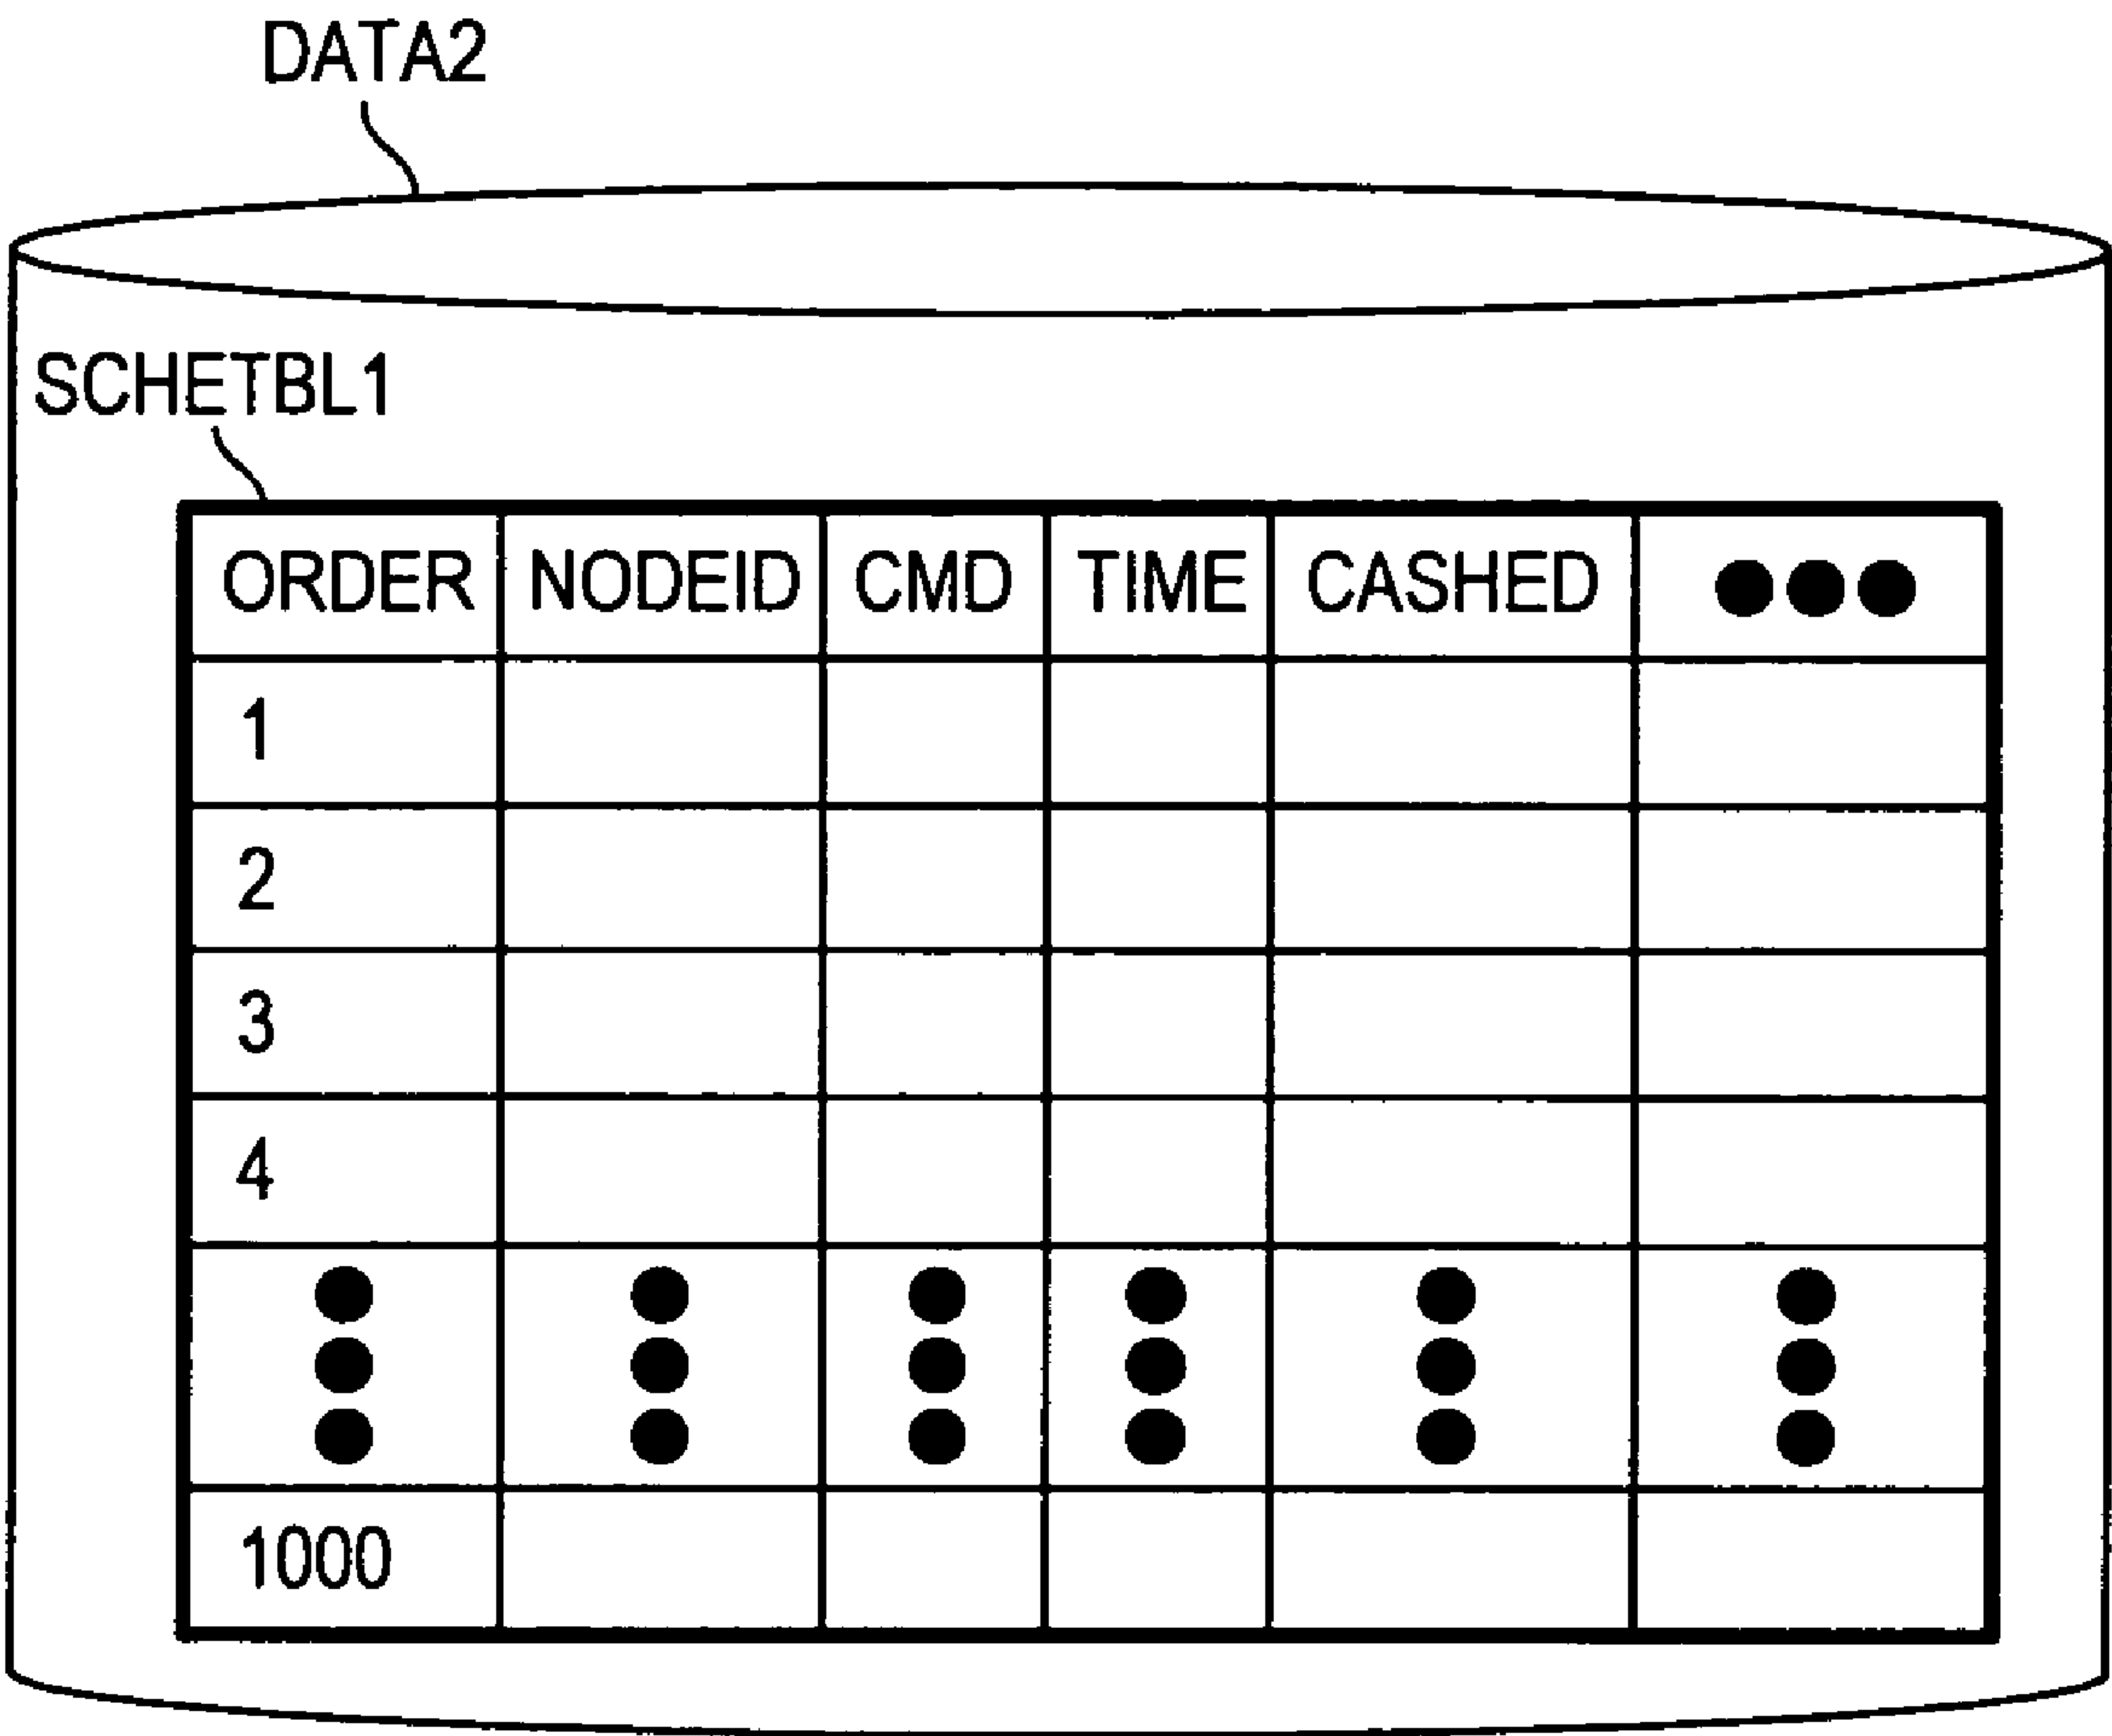 DATA2
SCHETBL1
ORDER NODEID CMD TIME CASHED ●●●
1
2
3
4
1000